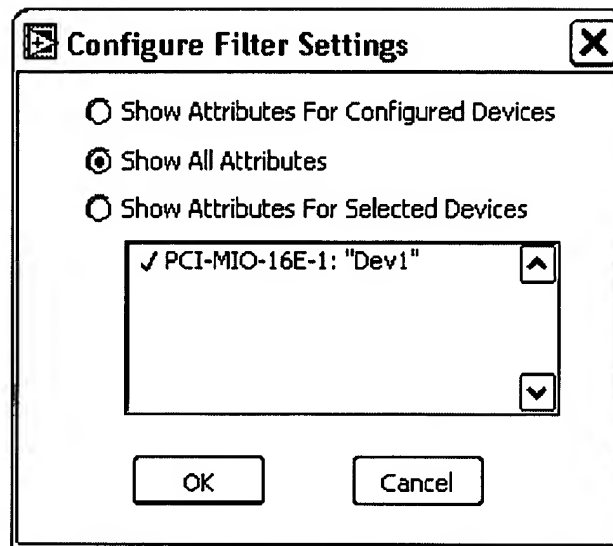 Configure Filter Settings
Show Attributes For Configured Devices
Show All Attributes
Show Attributes For Selected Devices
✓ PCI-MIO-16E-1: "Dev1"
OK Cancel